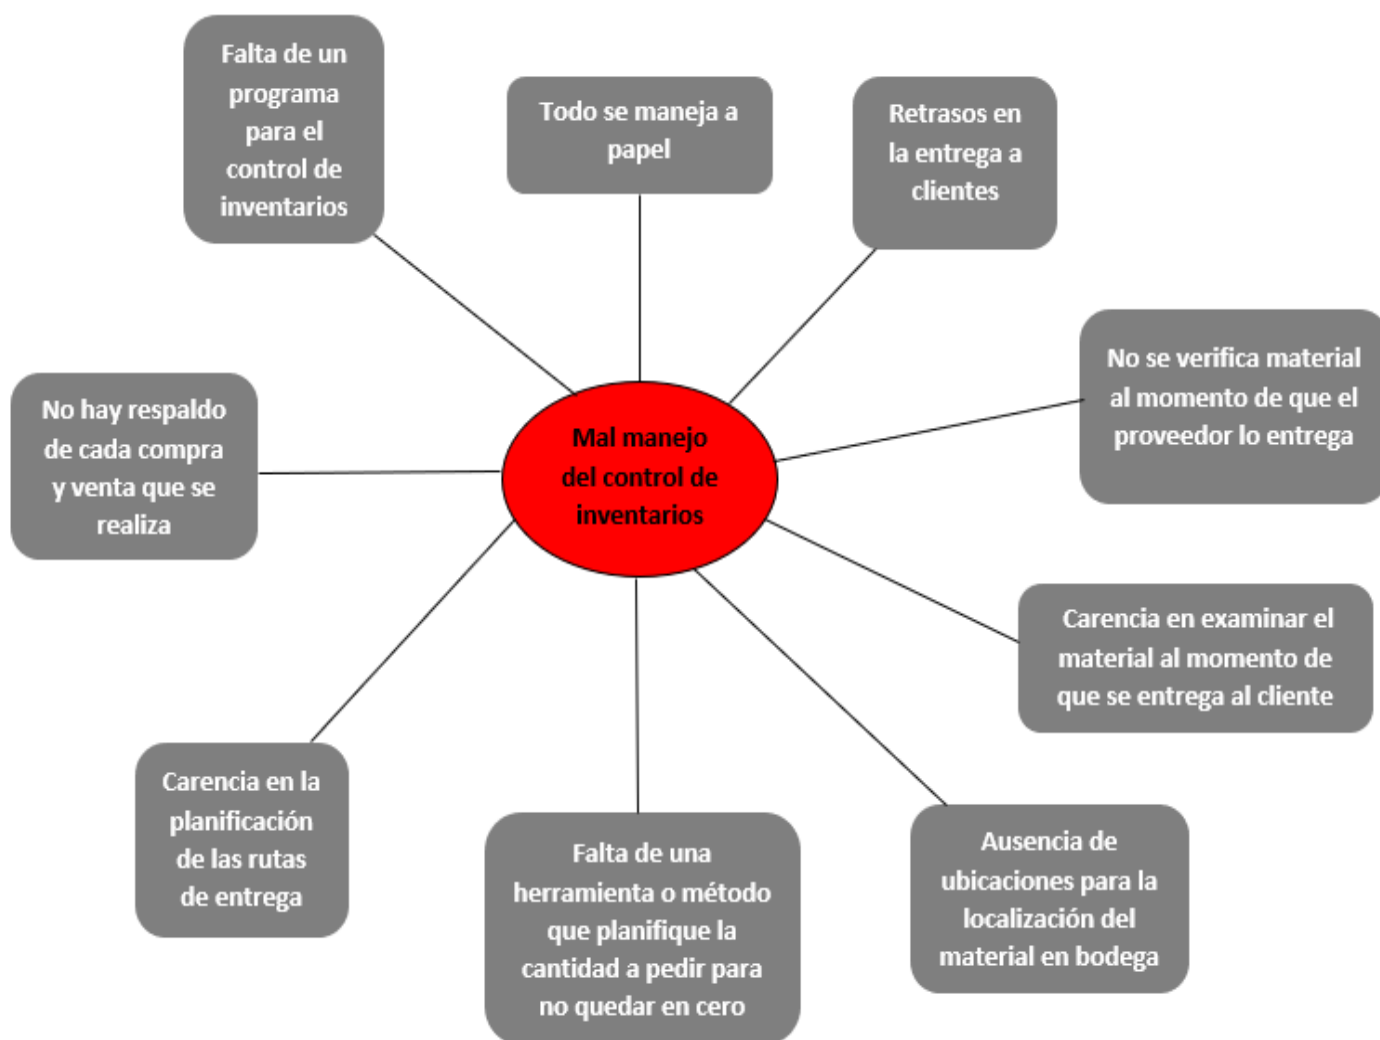 Falta de un
programa
para el
control de
inventarios
Todo se maneja a
papel
Retrasos en
la entrega a
clientes
No se verifica material
al momento de que el
proveedor lo entrega
No hay respaldo
de cada compra
y venta que se
realiza
Mal manejo
del control de
inventarios
Carencia en examinar el
material al momento de
que se entrega al cliente
Carencia en la
planificación
de las rutas
de entrega
Falta de una
herramienta o método
que planifique la
cantidad a pedir para
no quedar en cero
Ausencia de
ubicaciones para la
localización del
material en bodega